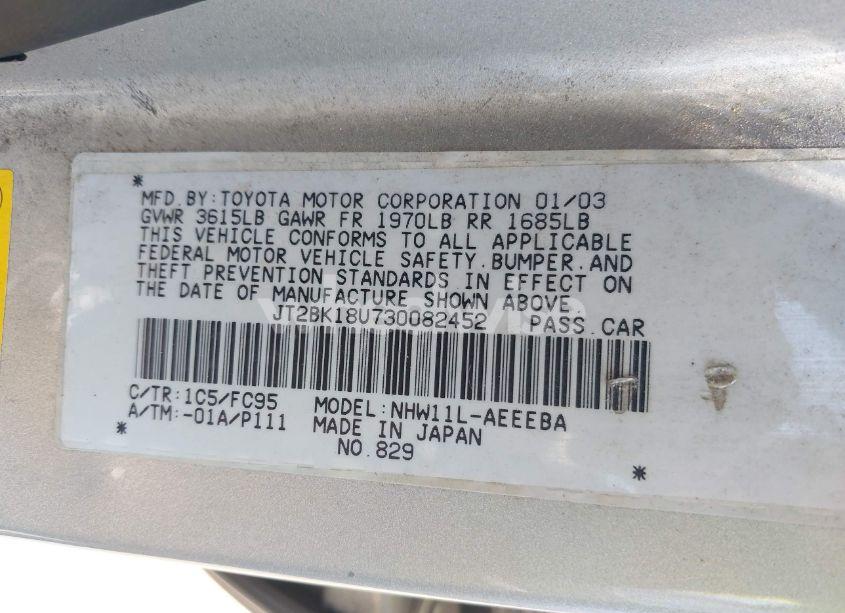 MFD.BY:TOYOTA MOTOR CORPORATION 01/03
GVWR 3615LB GAWR FR 1970LB RR 1685LB
THIS VEHICLE CONFORMS TO ALL APPLICABLE
FEDERAL MOTOR VEHICLE SAFETY.BUMPER.AND
THEFT PREVENTION STANDARDS IN EFFECT ON
THE DATE OF MANUFACTURE SHOWN ABOVE.
JT2BK18U730082452 PASS.CAR
C/TR:1C5/FC95 MODEL:NHW11L-AEEEBA
A/TM:-01A/P111 MADE IN JAPAN
NO.829